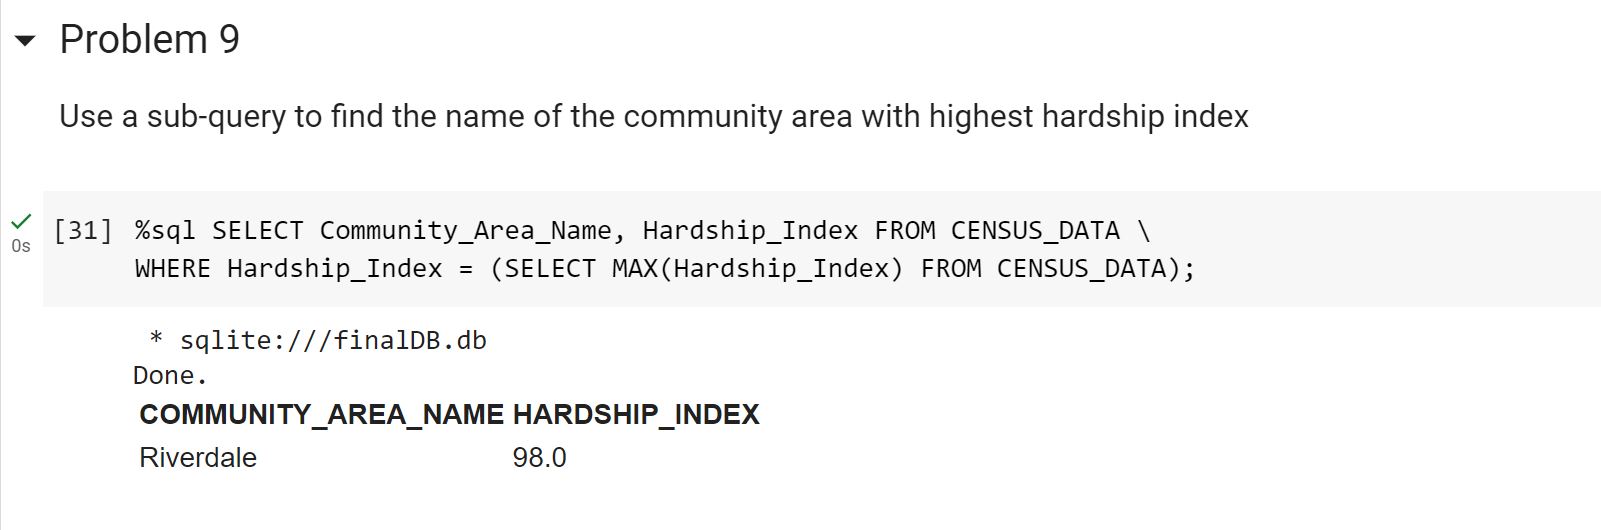 Problem 9
Use a sub-query to find the name of the community area with highest hardship index
[31] %sql SELECT Community_Area_Name, Hardship_Index FROM CENSUS_DATA \
0s
WHERE Hardship_Index = (SELECT MAX(Hardship_Index) FROM CENSUS_DATA);
* sqlite:///finalDB.db
Done.
COMMUNITY_AREA_NAME HARDSHIP_INDEX
Riverdale 98.0